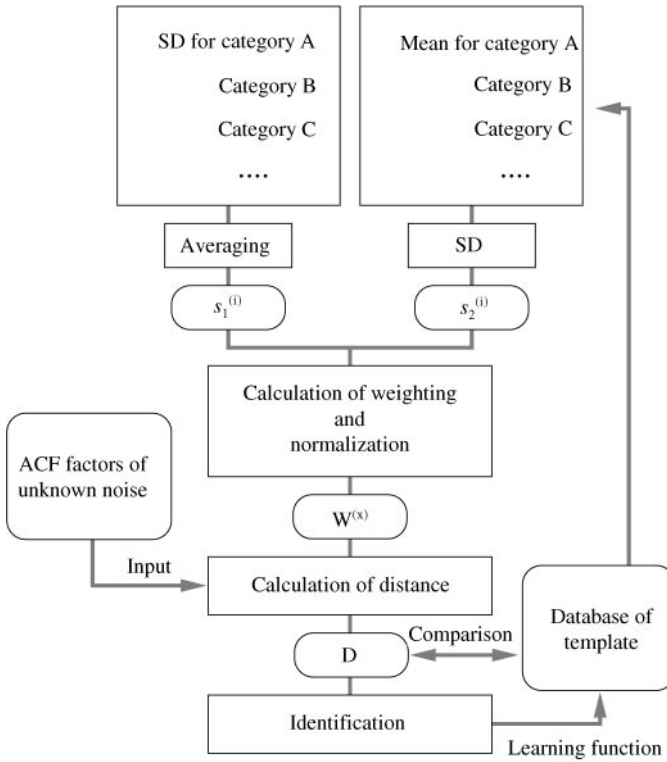 SD for category A
Category B
Category C
....
Mean for category A
Category B
Category C
....
Averaging
SD
s₁⁽ⁱ⁾
s₂⁽ⁱ⁾
Calculation of weighting
and
normalization
ACF factors of
unknown noise
W⁽ˣ⁾
Input
Calculation of distance
Comparison
Database of
template
D
Identification
Learning function